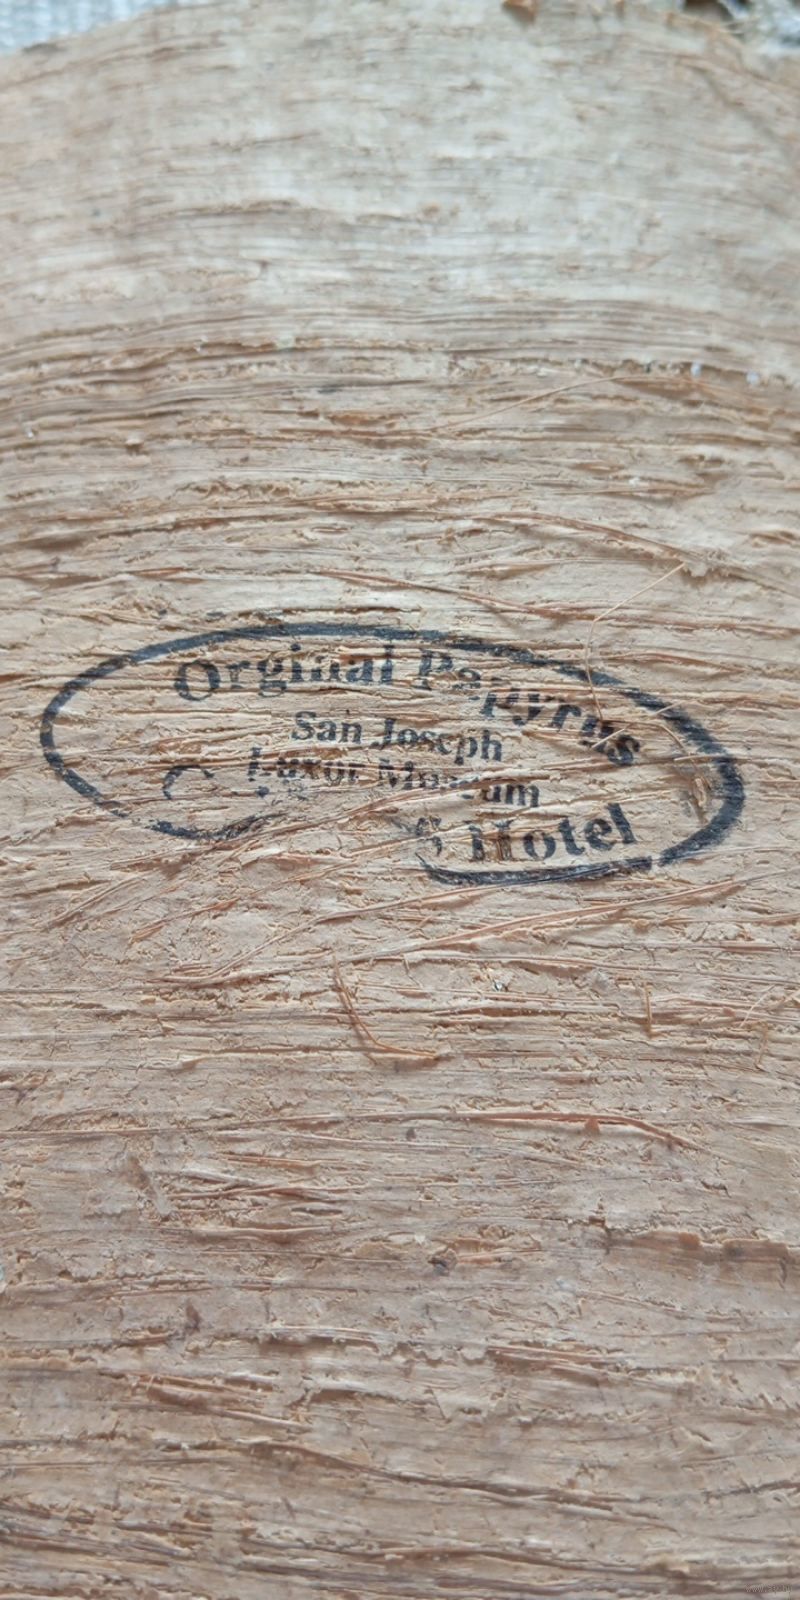 Orginal Papyrus
San Joseph
Luxor Museum
Hotel